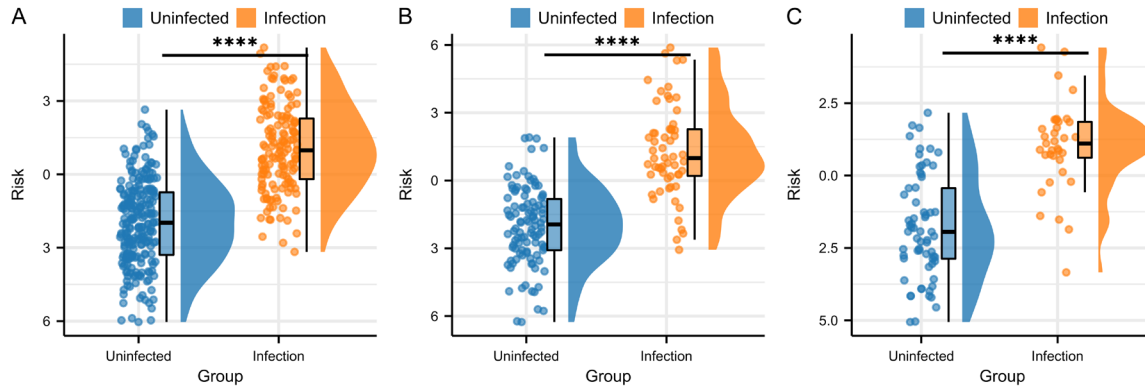 A
Uninfected Infection
****
3
0
3
6
Risk
Uninfected Infection
Group
B
Uninfected Infection
****
6
3
0
3
6
Risk
Uninfected Infection
Group
C
Uninfected Infection
****
2.5
0.0
2.5
5.0
Risk
Uninfected Infection
Group